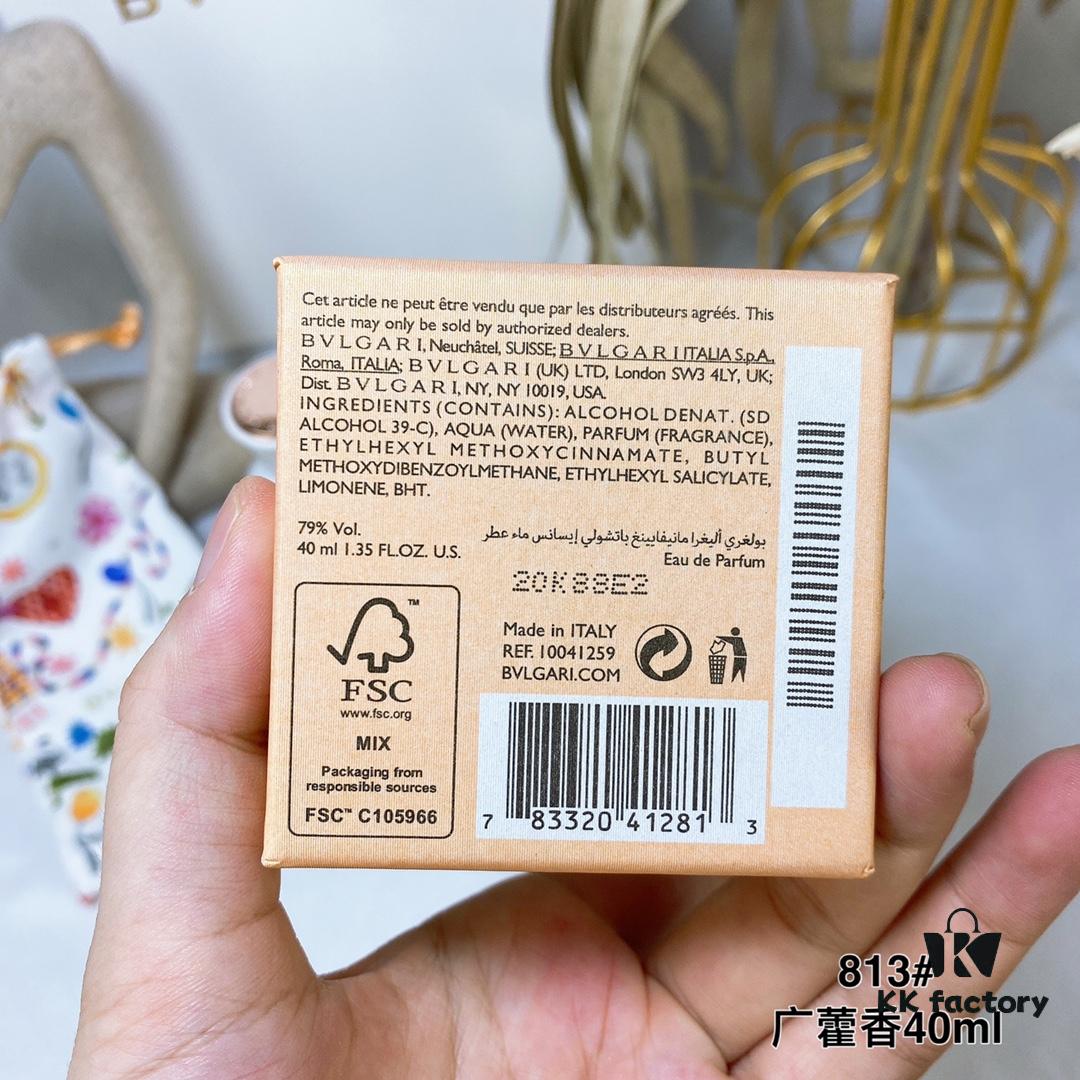 Cet article ne peut être vendu que par les distributeurs agréés. This
article may only be sold by authorized dealers.
BVLGARI, Neuchâtel, SUISSE; BVLGARI ITALIA S.p.A.,
Roma, ITALIA; BVLGARI (UK) LTD, London SW3 4LY, UK;
Dist. BVLGARI, NY, NY 10019, USA.
INGREDIENTS (CONTAINS): ALCOHOL DENAT. (SD
ALCOHOL 39-C), AQUA (WATER), PARFUM (FRAGRANCE),
ETHYLHEXYL METHOXYCINNAMATE, BUTYL
METHOXYDIBENZOYLMETHANE, ETHYLHEXYL SALICYLATE,
LIMONENE, BHT.
79% Vol.
40 ml 1.35 FL.OZ. U.S.
بولغري أليغرا مانيفايينغ باتشولي إيسانس ماء عطر
Eau de Parfum
20K88E2
Made in ITALY
REF. 10041259
BVLGARI.COM
FSC™
www.fsc.org
MIX
Packaging from
responsible sources
FSC™ C105966
7 83320 41281 3
813#
KK factory
广藿香40ml